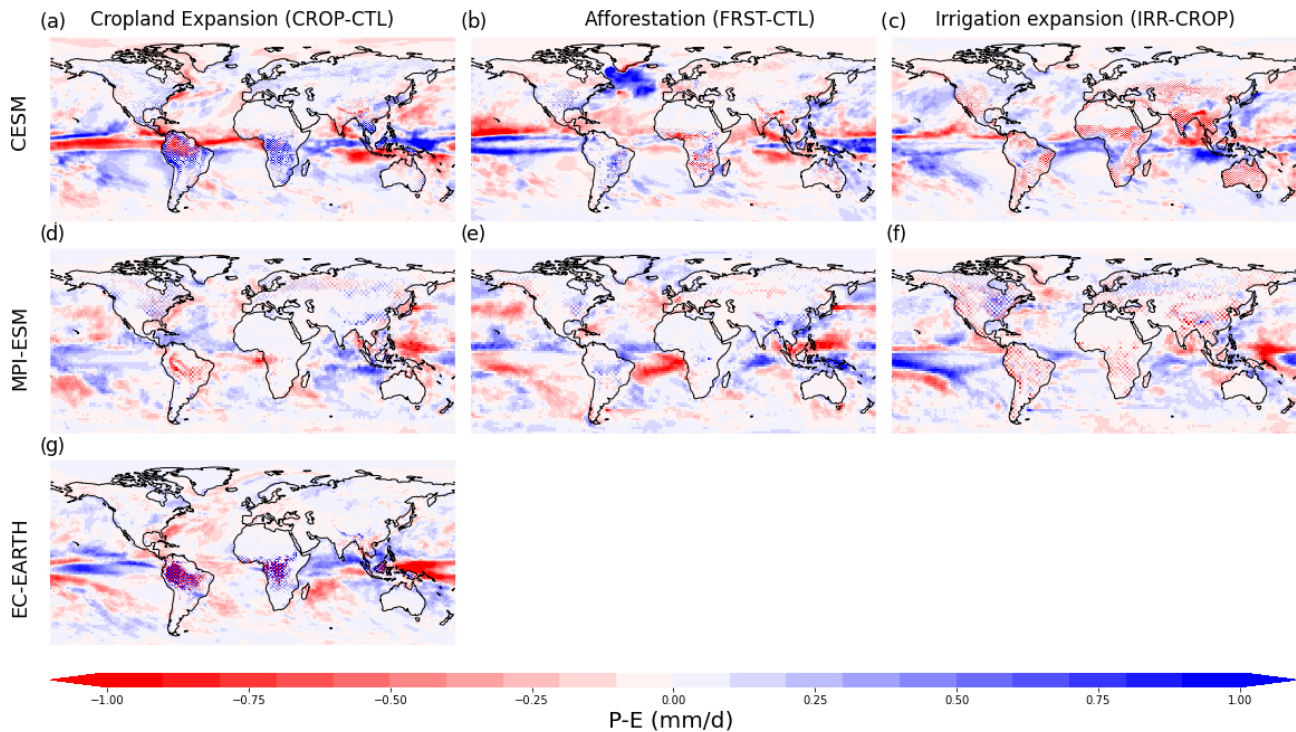 Cropland Expansion (CROP-CTL)
Afforestation (FRST-CTL)
Irrigation expansion (IRR-CROP)
(a)
(b)
(c)
CESM
(d)
(e)
(f)
MPI-ESM
(g)
EC-EARTH
−1.00
−0.75
−0.50
−0.25
0.00
0.25
0.50
0.75
1.00
P-E (mm/d)